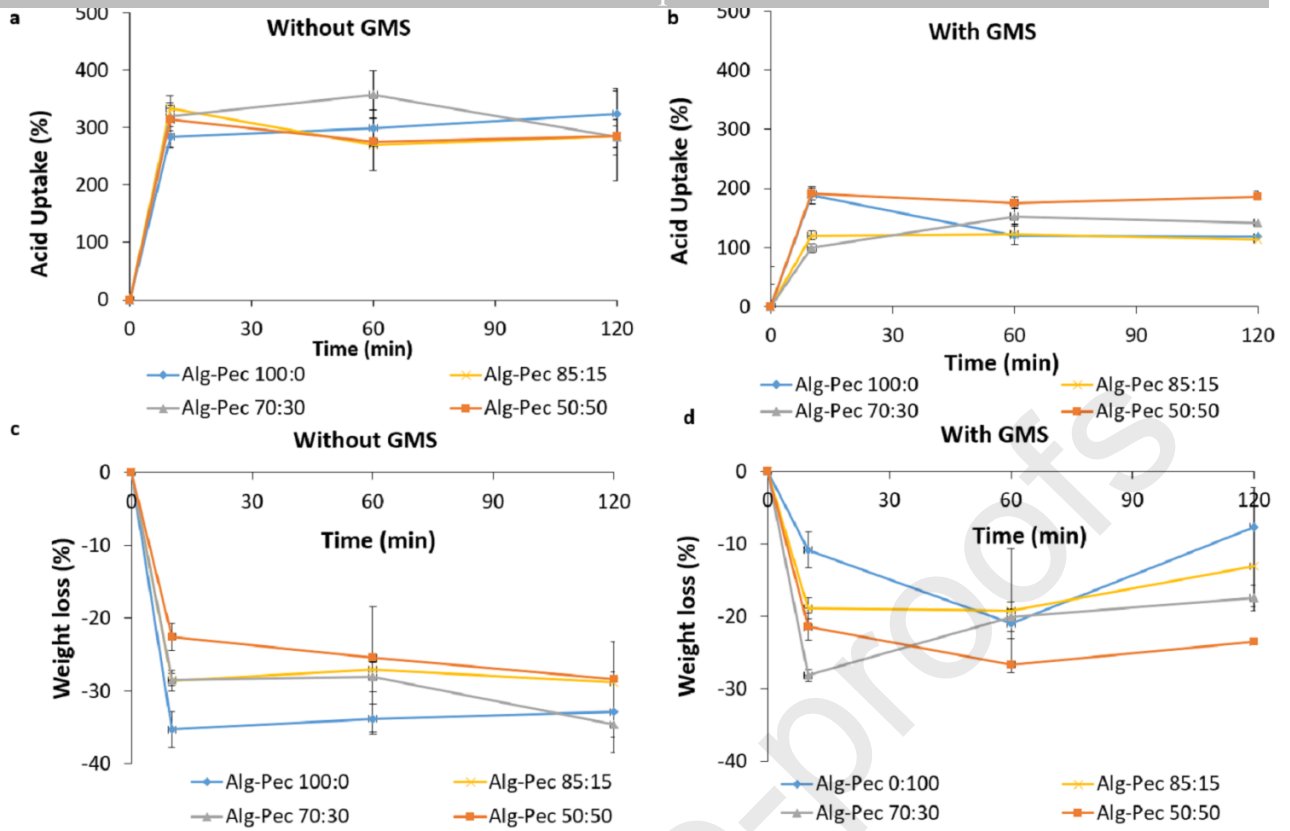 a
Without GMS
500
400
300
200
100
0
Acid Uptake (%)
0 30 60 90 120
Time (min)
Alg-Pec 100:0 Alg-Pec 85:15
Alg-Pec 70:30 Alg-Pec 50:50
b
With GMS
500
400
300
200
100
0
Acid Uptake (%)
0 30 60 90 120
Time (min)
Alg-Pec 100:0 Alg-Pec 85:15
Alg-Pec 70:30 Alg-Pec 50:50
c
Without GMS
0
-10
-20
-30
-40
Weight loss (%)
0 30 60 90 120
Time (min)
Alg-Pec 100:0 Alg-Pec 85:15
Alg-Pec 70:30 Alg-Pec 50:50
d
With GMS
0
-10
-20
-30
-40
Weight loss (%)
0 30 60 90 120
Time (min)
Alg-Pec 0:100 Alg-Pec 85:15
Alg-Pec 70:30 Alg-Pec 50:50
-proofs